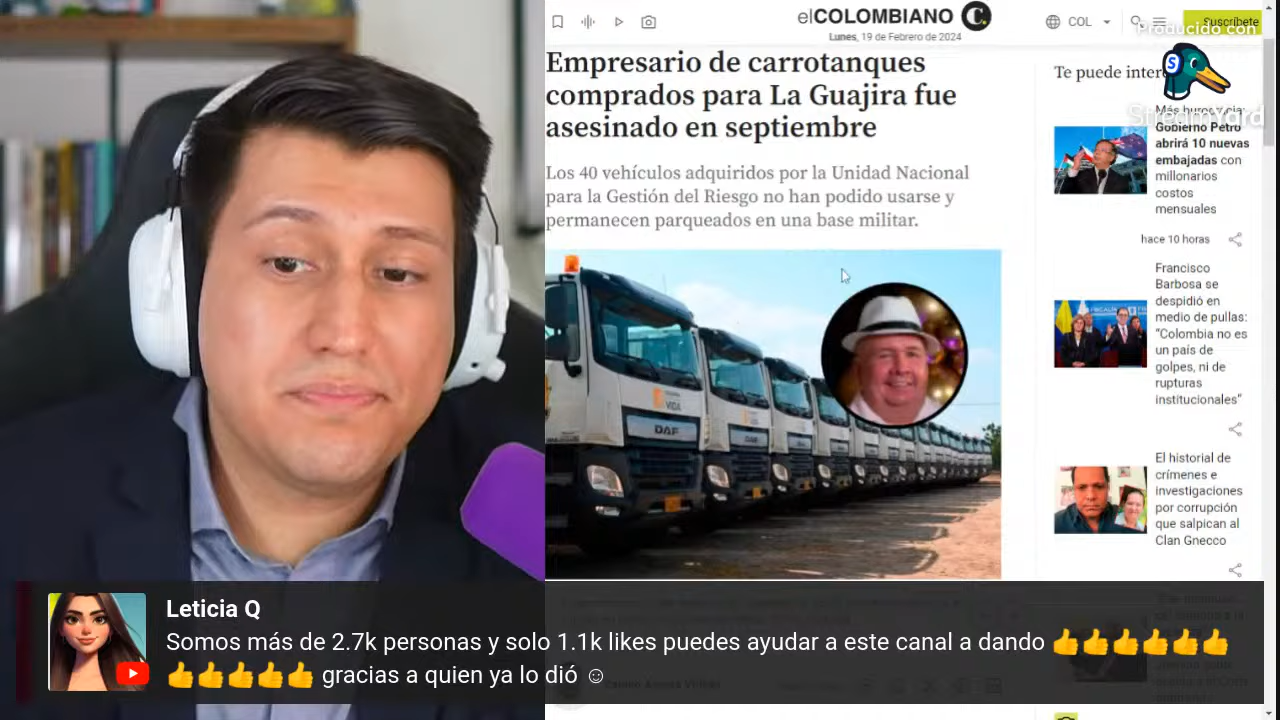 elCOLOMBIANO C.
COL
Suscríbete
Lunes, 19 de Febrero de 2024
Producido con
StreamYard
Empresario de carrotanques
comprados para La Guajira fue
asesinado en septiembre
Los 40 vehículos adquiridos por la Unidad Nacional
para la Gestión del Riesgo no han podido usarse y
permanecen parqueados en una base militar.
VIDA
DAF
Te puede inter
Gobierno Petro
abrirá 10 nuevas
embajadas con
millonarios
costos
mensuales
hace 10 horas
Francisco
Barbosa se
despidió en
medio de pullas:
“Colombia no es
un país de
golpes, ni de
rupturas
institucionales”
El historial de
crímenes e
investigaciones
por corrupción
que salpican al
Clan Gnecco
Leticia Q
Somos más de 2.7k personas y solo 1.1k likes puedes ayudar a este canal a dando 👍👍👍👍👍👍
👍👍👍👍👍 gracias a quien ya lo dió ☺